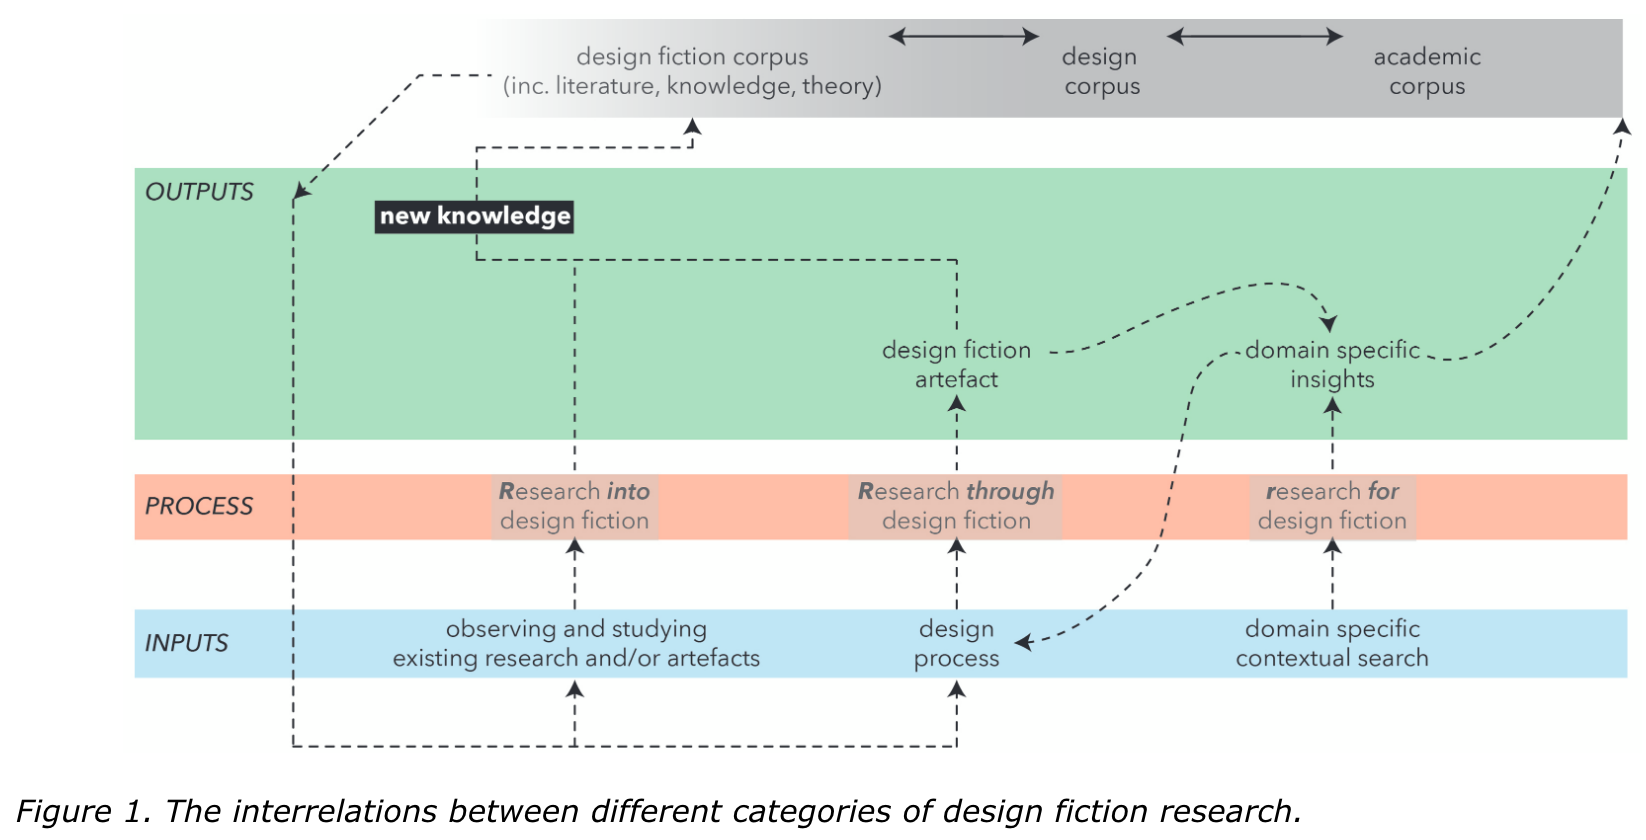 design fiction corpus
(inc. literature, knowledge, theory)
design
corpus
academic
corpus
OUTPUTS
new knowledge
design fiction
artefact
domain specific
insights
PROCESS
Research into
design fiction
Research through
design fiction
research for
design fiction
INPUTS
observing and studying
existing research and/or artefacts
design
process
domain specific
contextual search
Figure 1. The interrelations between different categories of design fiction research.